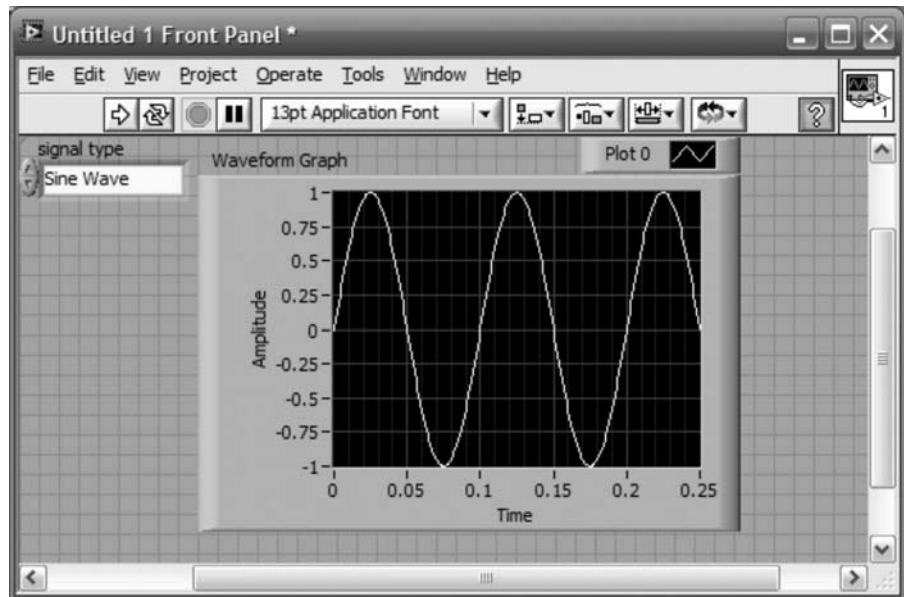 Untitled 1 Front Panel *
File Edit View Project Operate Tools Window Help
13pt Application Font
?
1
signal type
Sine Wave
Waveform Graph
Plot 0
Amplitude
1
0.75
0.5
0.25
0
-0.25
-0.5
-0.75
-1
0 0.05 0.1 0.15 0.2 0.25
Time